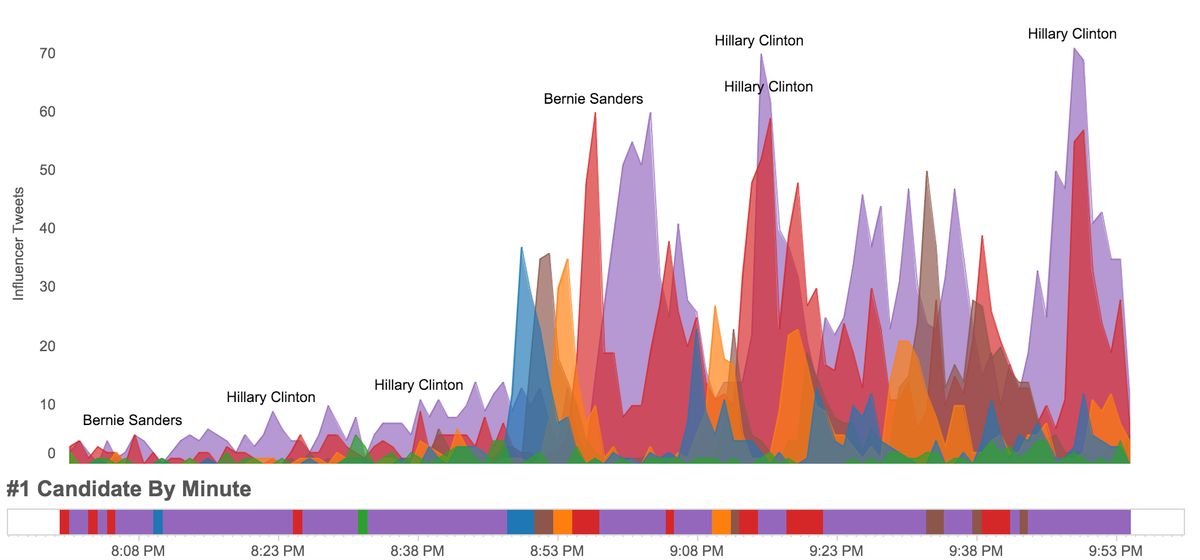 Hillary Clinton
Hillary Clinton
70
Hillary Clinton
Bernie Sanders
60
50
40
30
20
Hillary Clinton
Hillary Clinton
10
Bernie Sanders
0
Influencer Tweets
#1 Candidate By Minute
8:08 PM 8:23 PM 8:38 PM 8:53 PM 9:08 PM 9:23 PM 9:38 PM 9:53 PM